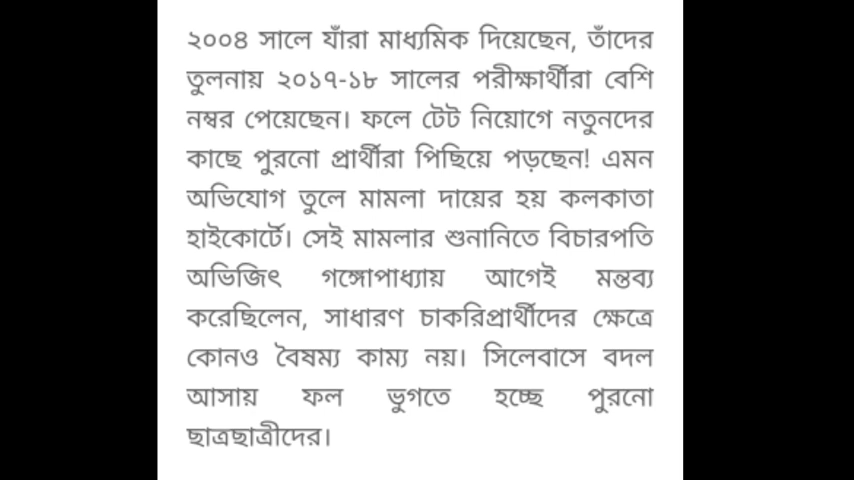 ২০০৪ সালে যাঁরা মাধ্যমিক দিয়েছেন, তাঁদের
তুলনায় ২০১৭-১৮ সালের পরীক্ষার্থীরা বেশি
নম্বর পেয়েছেন। ফলে টেট নিয়োগে নতুনদের
কাছে পুরনো প্রার্থীরা পিছিয়ে পড়ছেন! এমন
অভিযোগ তুলে মামলা দায়ের হয় কলকাতা
হাইকোর্টে। সেই মামলার শুনানিতে বিচারপতি
অভিজিৎ গঙ্গোপাধ্যায় আগেই মন্তব্য
করেছিলেন, সাধারণ চাকরিপ্রার্থীদের ক্ষেত্রে
কোনও বৈষম্য কাম্য নয়। সিলেবাসে বদল
আসায় ফল ভুগতে হচ্ছে পুরনো
ছাত্রছাত্রীদের।